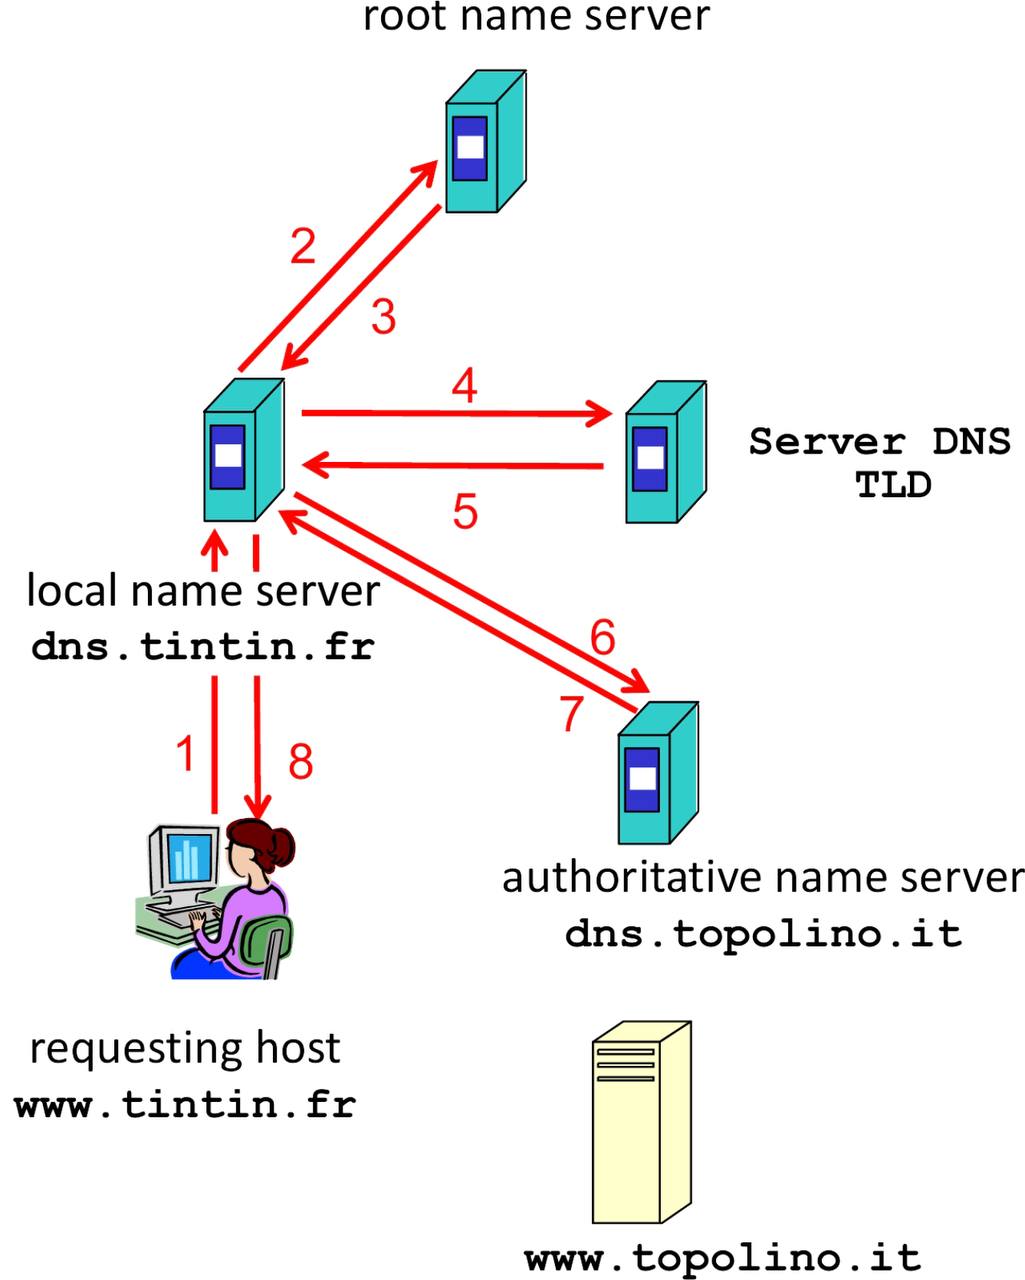 root name server
2
3
4
Server DNS
TLD
5
local name server
dns.tintin.fr
6
7
1
8
authoritative name server
dns.topolino.it
requesting host
www.tintin.fr
www.topolino.it